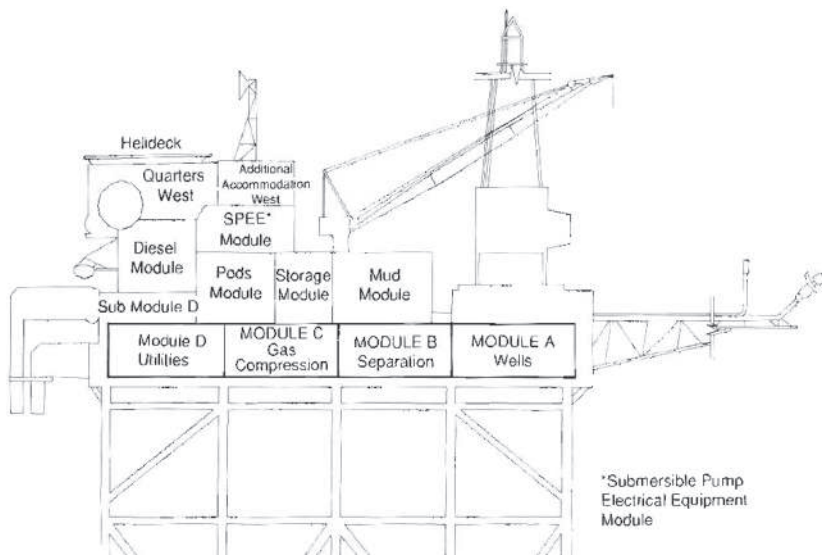 Helideck
Quarters
West
Additional
Accommodation
West
SPEE*
Module
Diesel
Module
Pods
Module
Storage
Module
Mud
Module
Sub Module D
Module D
Utilities
MODULE C
Gas
Compression
MODULE B
Separation
MODULE A
Wells
*Submersible Pump
Electrical Equipment
Module